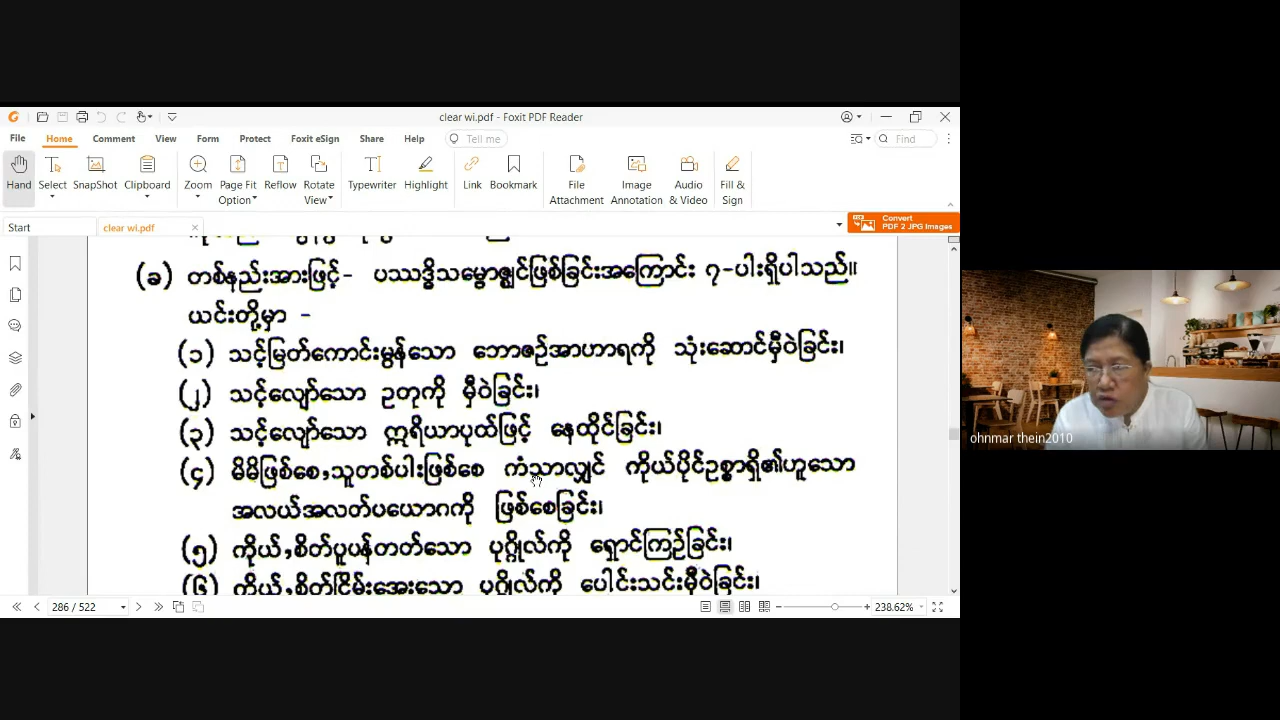 clear wi.pdf - Foxit PDF Reader
File Home Comment View Form Protect Foxit eSign Share Help Tell me Find
Hand Select SnapShot Clipboard Zoom Page Fit Option Reflow Rotate View Typewriter Highlight Link Bookmark File Attachment Image Annotation Audio & Video Fill & Sign
Start clear wi.pdf Convert PDF 2 JPG Images
(ခ) တစ်နည်းအားဖြင့်- ပဿဒ္ဓိသမ္ဗောဇ္ဈင်ဖြစ်ခြင်းအကြောင်း ၇-ပါးရှိပါသည်။
ယင်းတို့မှာ -
(၁) သင့်မြတ်ကောင်းမွန်သော ဘောဇဉ်အာဟာရကို သုံးဆောင်မှီဝဲခြင်း၊
(၂) သင့်လျော်သော ဥတုကို မှီဝဲခြင်း၊
(၃) သင့်လျော်သော ဣရိယာပုထ်ဖြင့် နေထိုင်ခြင်း၊
(၄) မိမိဖြစ်စေ,သူတစ်ပါးဖြစ်စေ ကံသာလျှင် ကိုယ်ပိုင်ဥစ္စာရှိ၏ဟူသော
အလယ်အလတ်ပယောဂကို ဖြစ်စေခြင်း၊
(၅) ကိုယ်,စိတ်ပူပန်တတ်သော ပုဂ္ဂိုလ်ကို ရှောင်ကြဉ်ခြင်း၊
(၆) ကိုယ်,စိတ်ငြိမ်းအေးသော ပုဂ္ဂိုလ်ကို ပေါင်းသင်းမှီဝဲခြင်း၊
286 / 522 238.62%
ohnmar thein2010